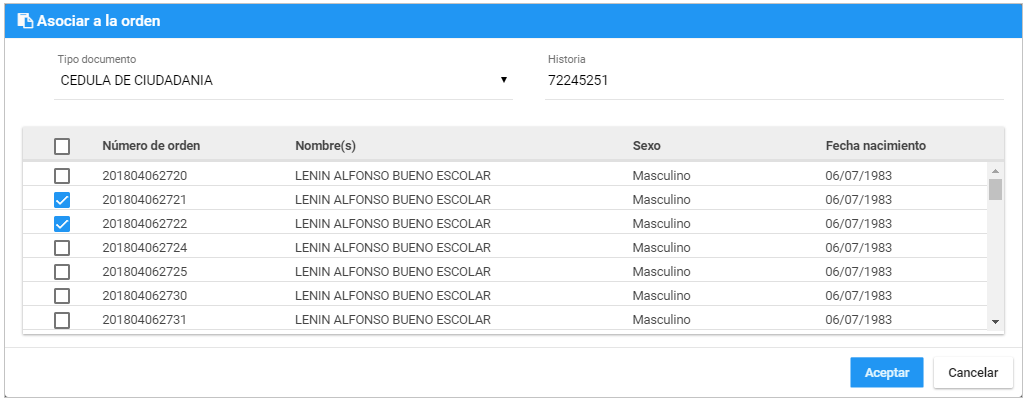 Asociar a la orden
Tipo documento Historia
CEDULA DE CIUDADANIA 72245251
Número de orden Nombre(s) Sexo Fecha nacimiento
201804062720 LENIN ALFONSO BUENO ESCOLAR Masculino 06/07/1983
201804062721 LENIN ALFONSO BUENO ESCOLAR Masculino 06/07/1983
201804062722 LENIN ALFONSO BUENO ESCOLAR Masculino 06/07/1983
201804062724 LENIN ALFONSO BUENO ESCOLAR Masculino 06/07/1983
201804062725 LENIN ALFONSO BUENO ESCOLAR Masculino 06/07/1983
201804062730 LENIN ALFONSO BUENO ESCOLAR Masculino 06/07/1983
201804062731 LENIN ALFONSO BUENO ESCOLAR Masculino 06/07/1983
Aceptar Cancelar